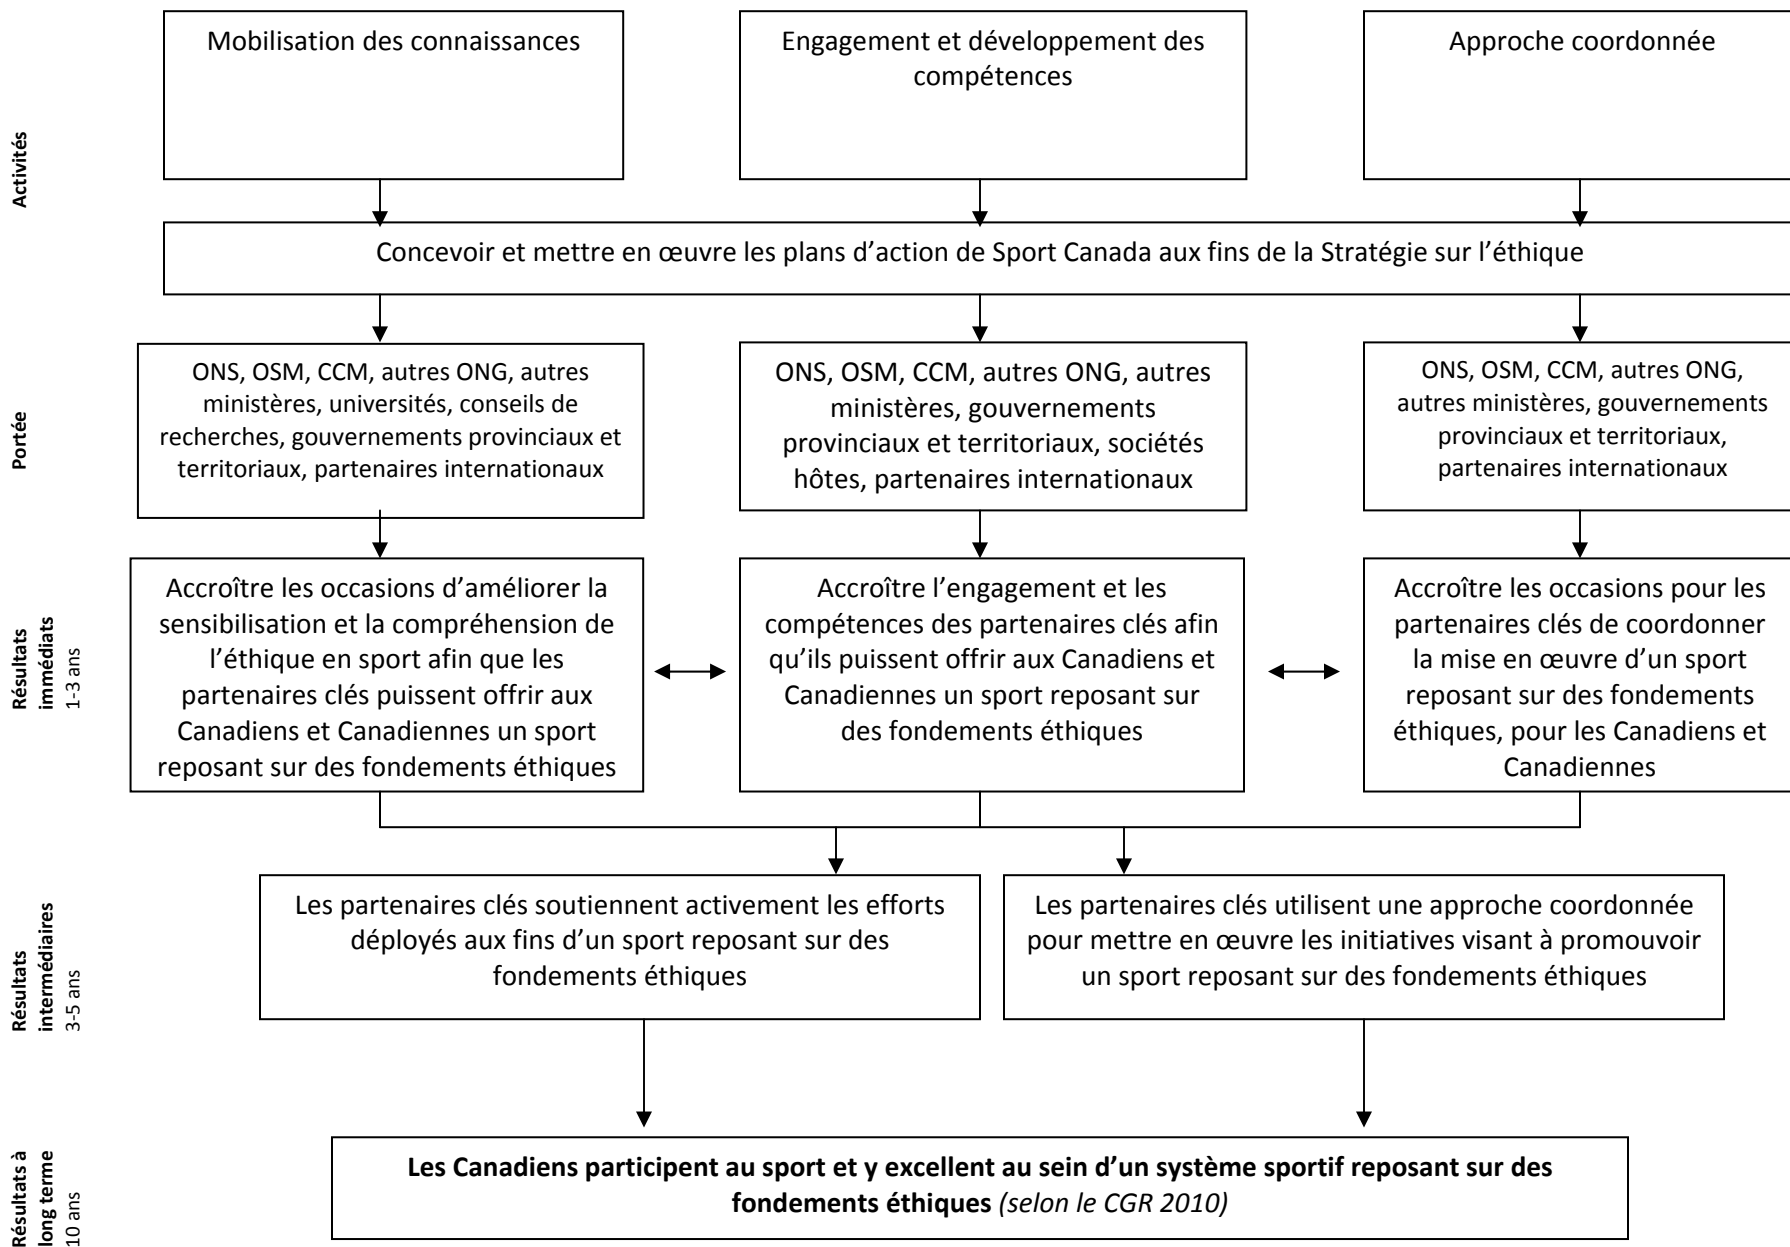 Activités
Mobilisation des connaissances
Engagement et développement des
compétences
Approche coordonnée
Concevoir et mettre en œuvre les plans d’action de Sport Canada aux fins de la Stratégie sur l’éthique
Portée
ONS, OSM, CCM, autres ONG, autres
ministères, universités, conseils de
recherches, gouvernements provinciaux et
territoriaux, partenaires internationaux
ONS, OSM, CCM, autres ONG, autres
ministères, gouvernements
provinciaux et territoriaux, sociétés
hôtes, partenaires internationaux
ONS, OSM, CCM, autres ONG,
autres ministères, gouvernements
provinciaux et territoriaux,
partenaires internationaux
Résultats
immédiats
1-3 ans
Accroître les occasions d’améliorer la
sensibilisation et la compréhension de
l’éthique en sport afin que les
partenaires clés puissent offrir aux
Canadiens et Canadiennes un sport
reposant sur des fondements éthiques
Accroître l’engagement et les
compétences des partenaires clés afin
qu’ils puissent offrir aux Canadiens et
Canadiennes un sport reposant sur
des fondements éthiques
Accroître les occasions pour les
partenaires clés de coordonner
la mise en œuvre d’un sport
reposant sur des fondements
éthiques, pour les Canadiens et
Canadiennes
Résultats
intermédiaires
3-5 ans
Les partenaires clés soutiennent activement les efforts
déployés aux fins d’un sport reposant sur des
fondements éthiques
Les partenaires clés utilisent une approche coordonnée
pour mettre en œuvre les initiatives visant à promouvoir
un sport reposant sur des fondements éthiques
Résultats à
long terme
10 ans
Les Canadiens participent au sport et y excellent au sein d’un système sportif reposant sur des
fondements éthiques (selon le CGR 2010)